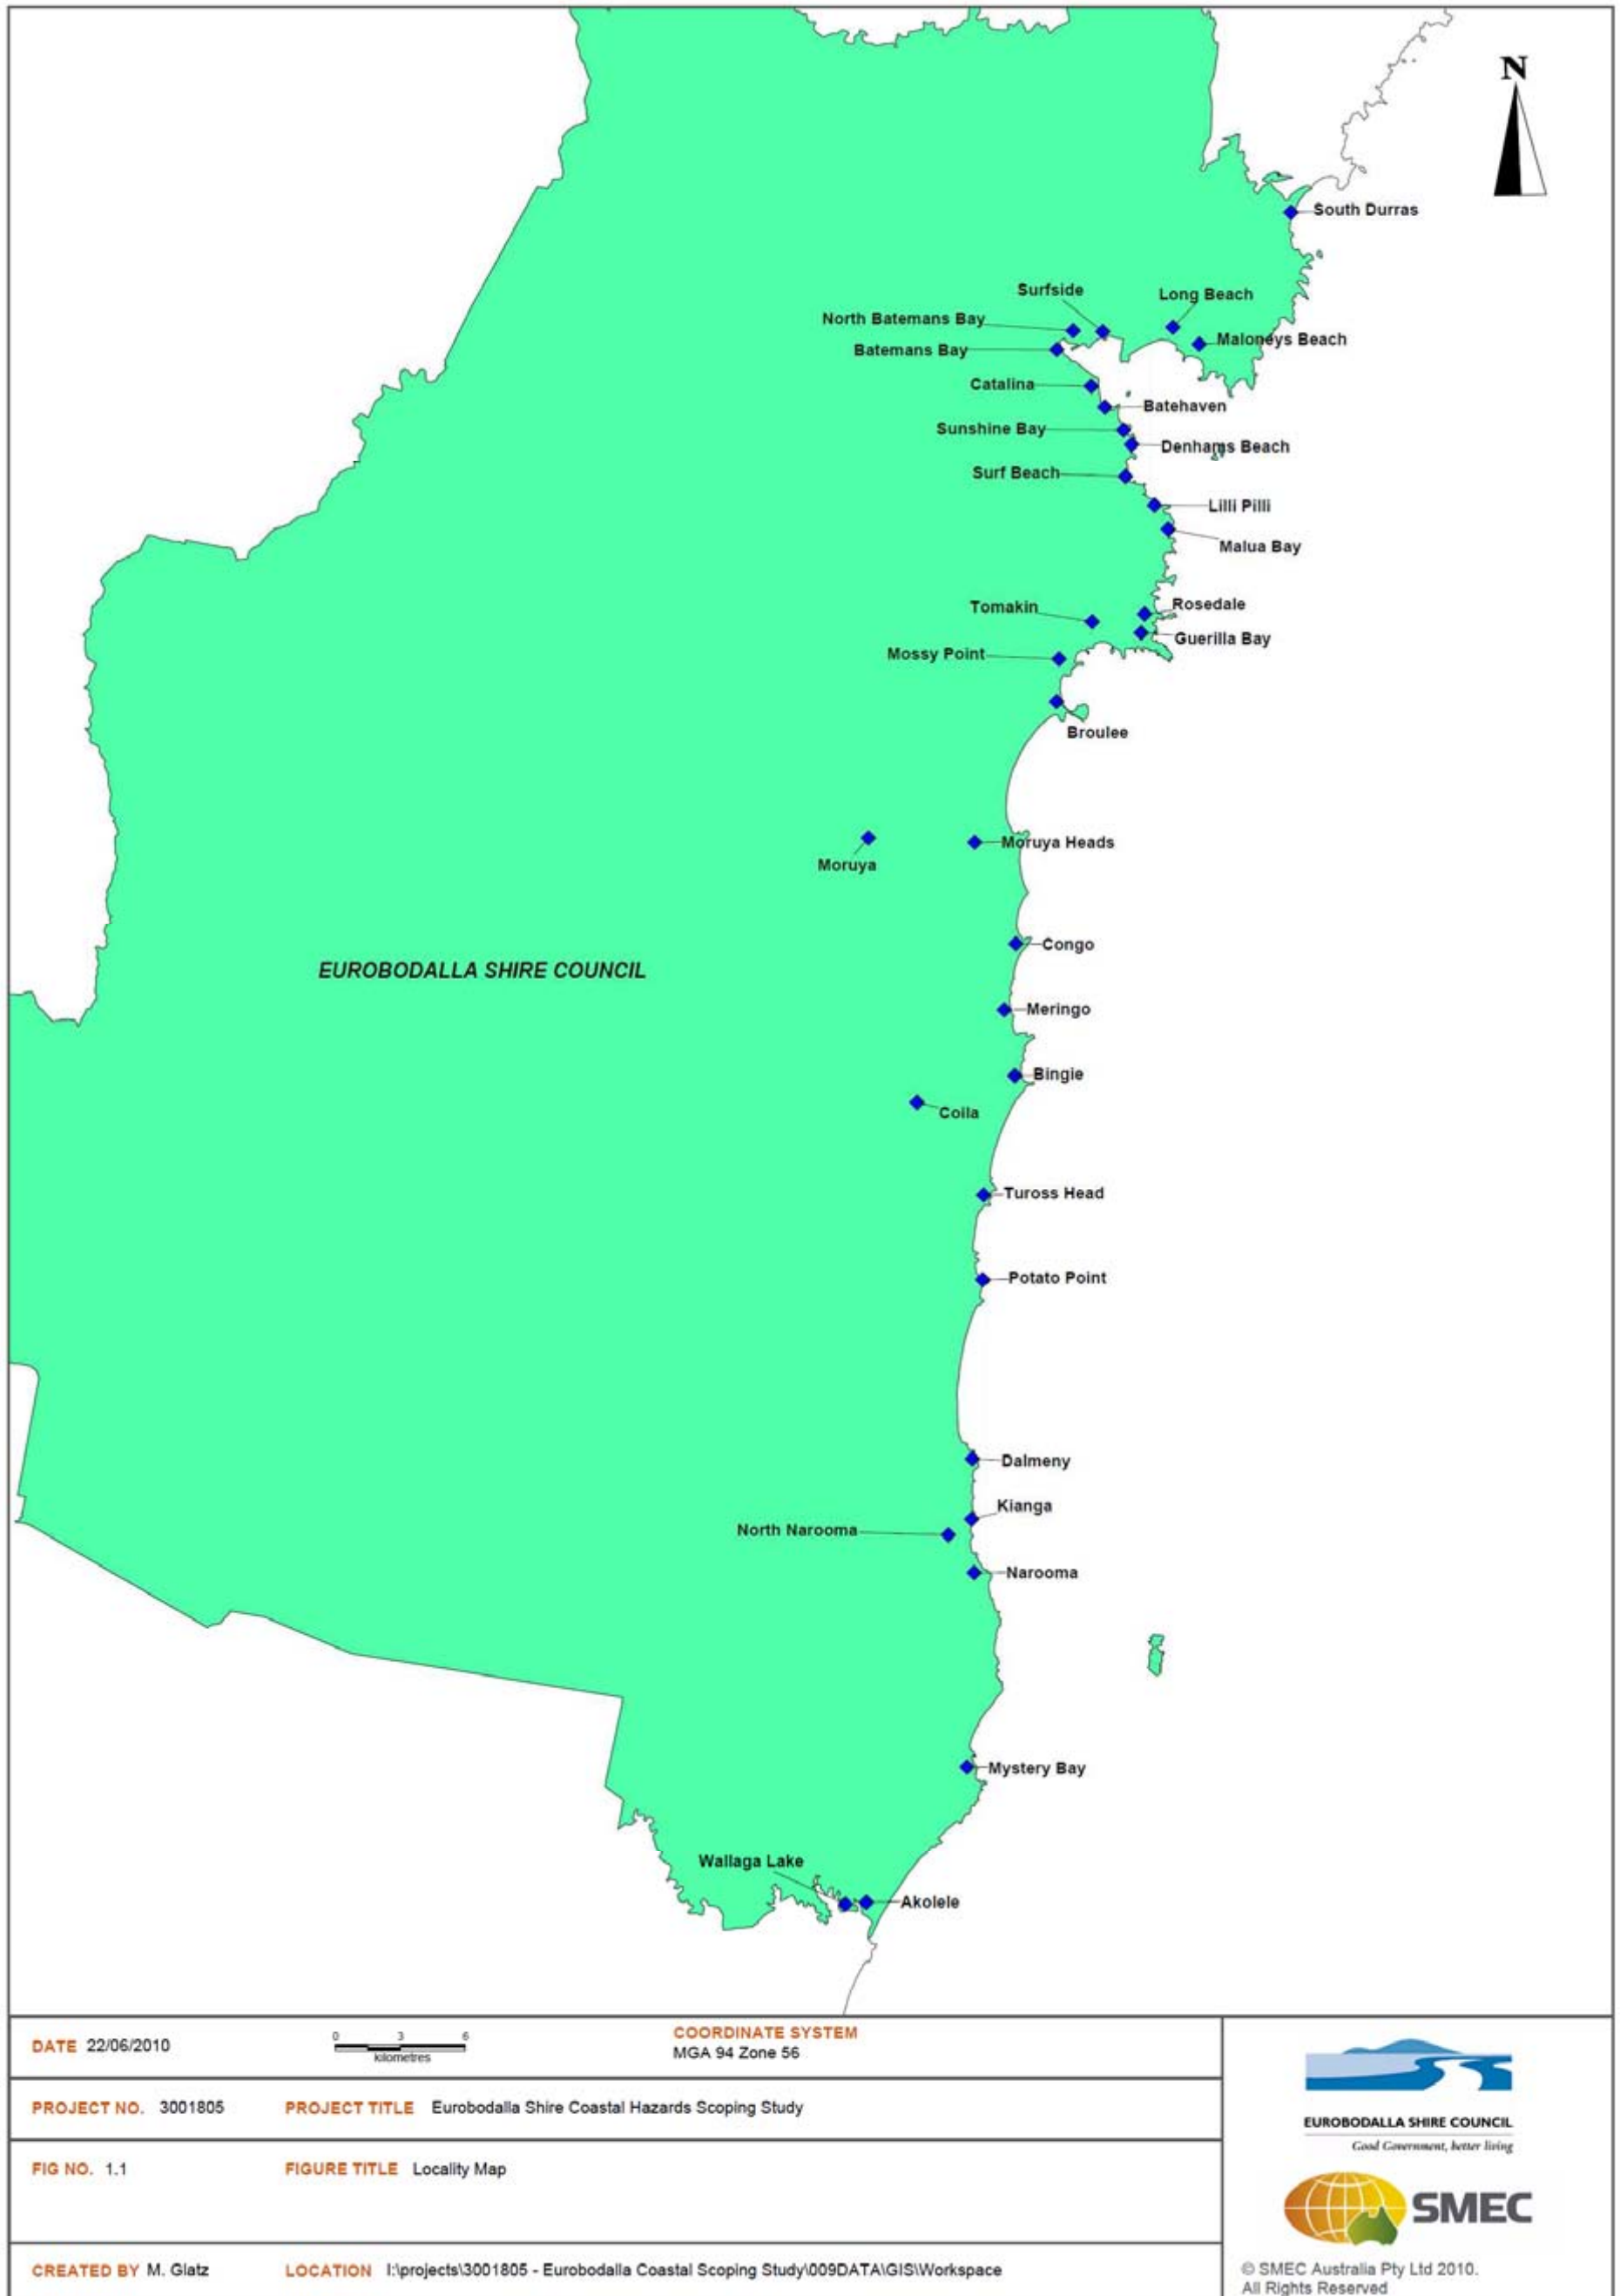 N
South Durras
Surfside
Long Beach
North Batemans Bay
Maloneys Beach
Batemans Bay
Catalina
Batehaven
Sunshine Bay
Denhams Beach
Surf Beach
Lilli Pilli
Malua Bay
Tomakin
Rosedale
Guerilla Bay
Mossy Point
Broulee
Moruya Heads
Moruya
Congo
EUROBODALLA SHIRE COUNCIL
Meringo
Bingie
Coila
Tuross Head
Potato Point
Dalmeny
Kianga
North Narooma
Narooma
Mystery Bay
Wallaga Lake
Akolele
DATE 22/06/2010
0 3 6
kilometres
COORDINATE SYSTEM
MGA 94 Zone 56
PROJECT NO. 3001805 PROJECT TITLE Eurobodalla Shire Coastal Hazards Scoping Study
FIG NO. 1.1 FIGURE TITLE Locality Map
CREATED BY M. Glatz LOCATION I:\projects\3001805 - Eurobodalla Coastal Scoping Study\009DATA\GIS\Workspace
EUROBODALLA SHIRE COUNCIL
Good Government, better living
SMEC
© SMEC Australia Pty Ltd 2010.
All Rights Reserved